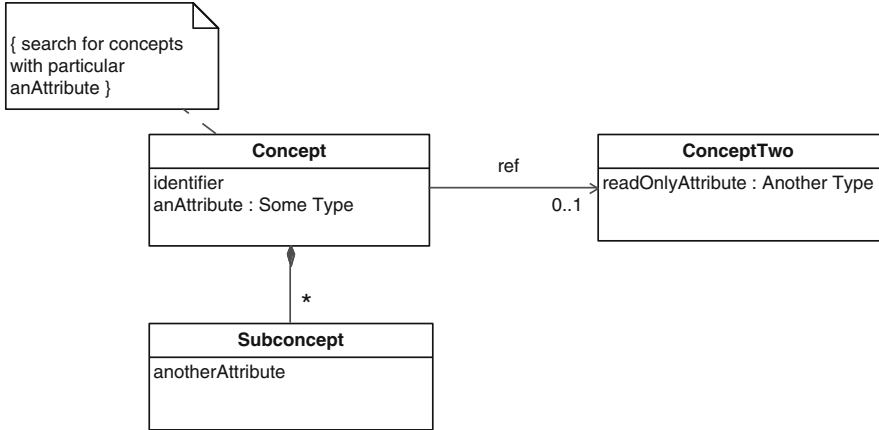 { search for concepts
with particular
anAttribute }
Concept
identifier
anAttribute : Some Type
ref
0..1
ConceptTwo
readOnlyAttribute : Another Type
*
Subconcept
anotherAttribute